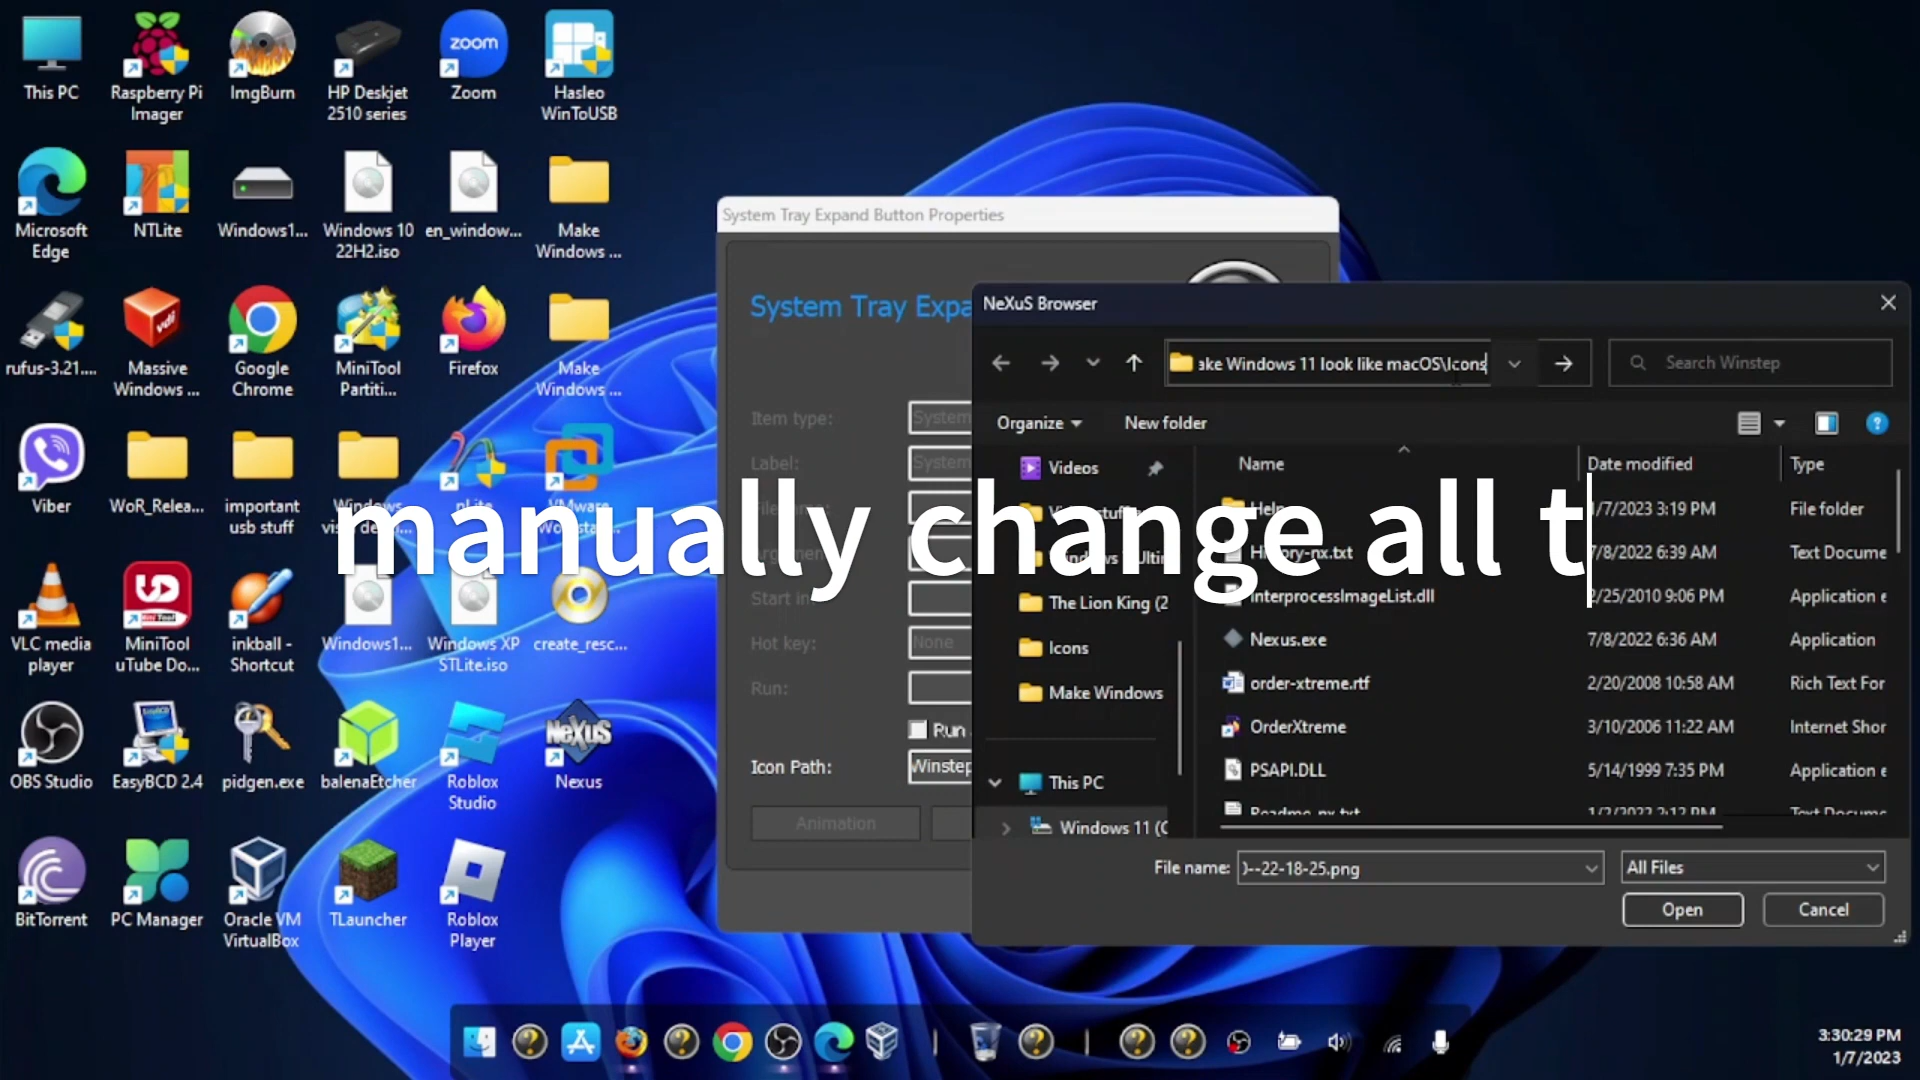 This PC
Raspberry Pi
Imager
ImgBurn
HP Deskjet
2510 series
zoom
Zoom
Hasleo
WinToUSB
Microsoft
Edge
NTLite
Windows1...
Windows 10
22H2.iso
en_window...
Make
Windows ...
rufus-3.21....
vdi
Massive
Windows ...
Google
Chrome
MiniTool
Partiti...
Firefox
Make
Windows ...
Viber
WoR_Relea...
important
usb stuff
Windows
nLite
VMware
VLC media
player
MiniTool
uTube Do...
inkball -
Shortcut
Windows1...
Windows XP
STLite.iso
create_resc...
OBS Studio
EasyBCD 2.4
pidgen.exe
balenaEtcher
Roblox
Studio
NeXuS
Nexus
BitTorrent
PC Manager
Oracle VM
VirtualBox
TLauncher
Roblox
Player
System Tray Expand Button Properties
System Tray Expa
Item type:
System
Label:
System
Start in:
Hot key:
None
Run:
Run
Icon Path:
Winstep
Animation
NeXuS Browser
ake Windows 11 look like macOS\Icons
Search Winstep
Organize
New folder
Name
Date modified
Type
Videos
The Lion King (2
Icons
Make Windows
This PC
Windows 11 (C
Help
1/7/2023 3:19 PM
File folder
History-nx.txt
7/8/2022 6:39 AM
Text Docume
InterprocessImageList.dll
2/25/2010 9:06 PM
Application e
Nexus.exe
7/8/2022 6:36 AM
Application
order-xtreme.rtf
2/20/2008 10:58 AM
Rich Text For
OrderXtreme
3/10/2006 11:22 AM
Internet Shor
PSAPI.DLL
5/14/1999 7:35 PM
Application e
Readme-nx.txt
1/2/2022 2:12 PM
Text Docume
File name:
)--22-18-25.png
All Files
Open
Cancel
manually change all t
3:30:29 PM
1/7/2023